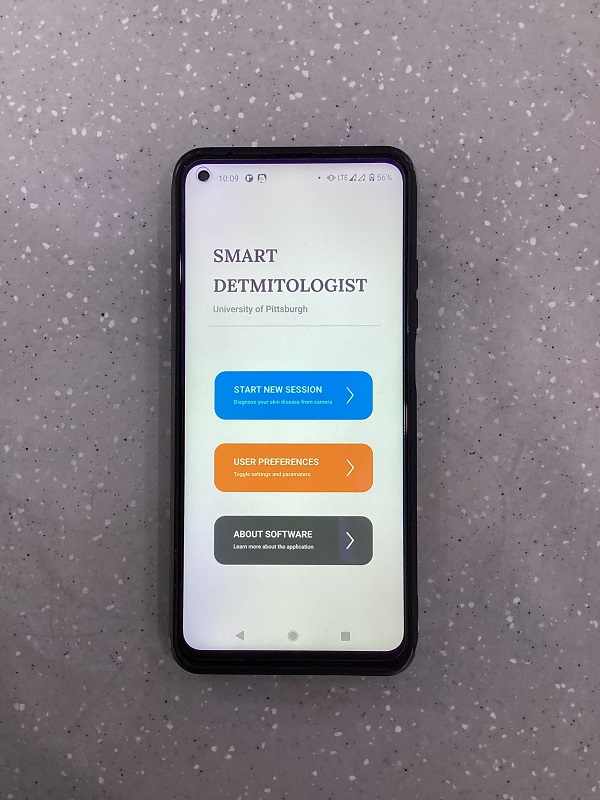 10:09 LTE 56%
SMART
DETMITOLOGIST
University of Pittsburgh
START NEW SESSION
Diagnose your skin disease from camera
USER PREFERENCES
Toggle settings and paramaters
ABOUT SOFTWARE
Learn more about the application